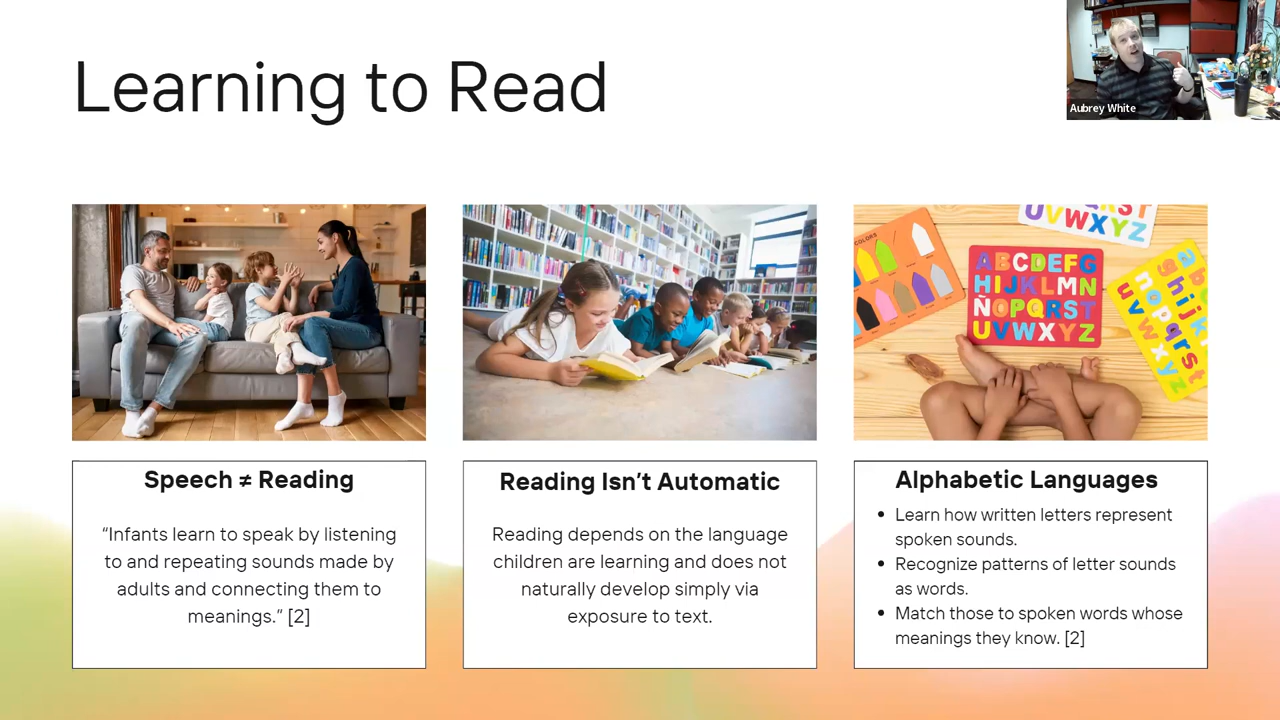 Learning to Read
Aubrey White
COLORS
UVWXYZ
ABCDEFG
HIJKLMN
ÑOPQRST
UVWXYZ
Speech ≠ Reading
“Infants learn to speak by listening
to and repeating sounds made by
adults and connecting them to
meanings.” [2]
Reading Isn’t Automatic
Reading depends on the language
children are learning and does not
naturally develop simply via
exposure to text.
Alphabetic Languages
• Learn how written letters represent
spoken sounds.
• Recognize patterns of letter sounds
as words.
• Match those to spoken words whose
meanings they know. [2]